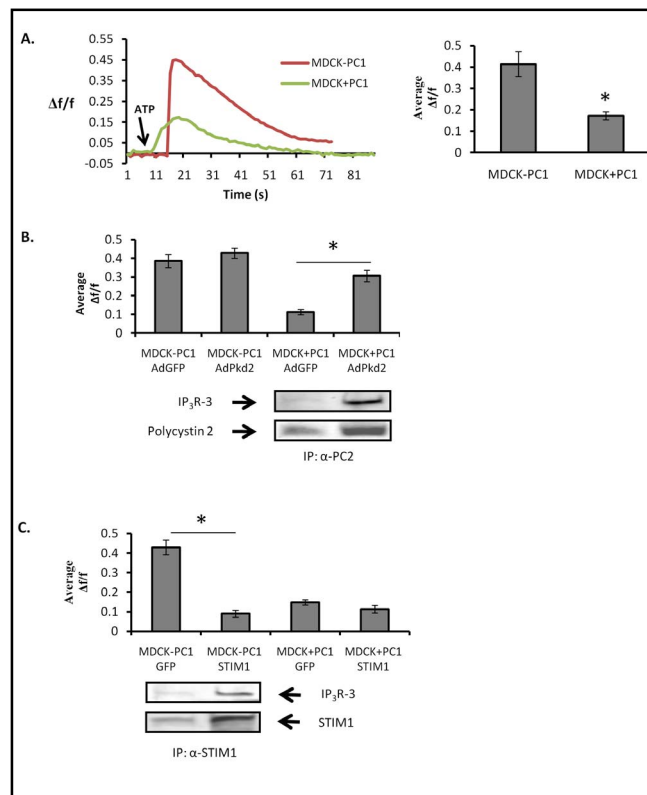 A.
0.55
0.45
0.35
0.25
0.15
0.05
-0.05
Δf/f
ATP
MDCK-PC1
MDCK+PC1
1 11 21 31 41 51 61 71 81
Time (s)
Average
Δf/f
0.5
0.4
0.3
0.2
0.1
0
*
MDCK-PC1 MDCK+PC1
B.
Average
Δf/f
0.5
0.4
0.3
0.2
0.1
0
*
MDCK-PC1 MDCK-PC1 MDCK+PC1 MDCK+PC1
AdGFP AdPkd2 AdGFP AdPkd2
IP₃R-3
Polycystin 2
IP: α-PC2
C.
Average
Δf/f
0.5
0.4
0.3
0.2
0.1
0
*
MDCK-PC1 MDCK-PC1 MDCK+PC1 MDCK+PC1
GFP STIM1 GFP STIM1
IP₃R-3
STIM1
IP: α-STIM1